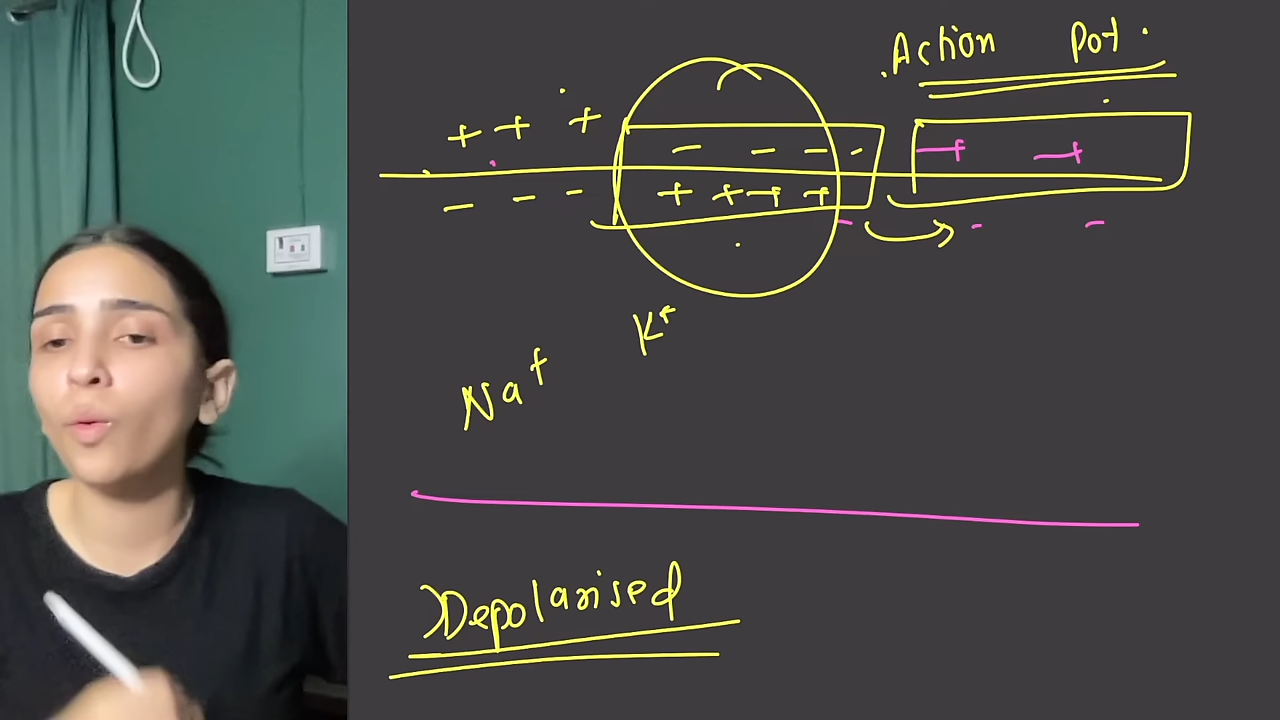 Action Pot.
+ + +
- - - -
+ +
- - -
+ + + +
- - -
K+
Na+
Depolarised